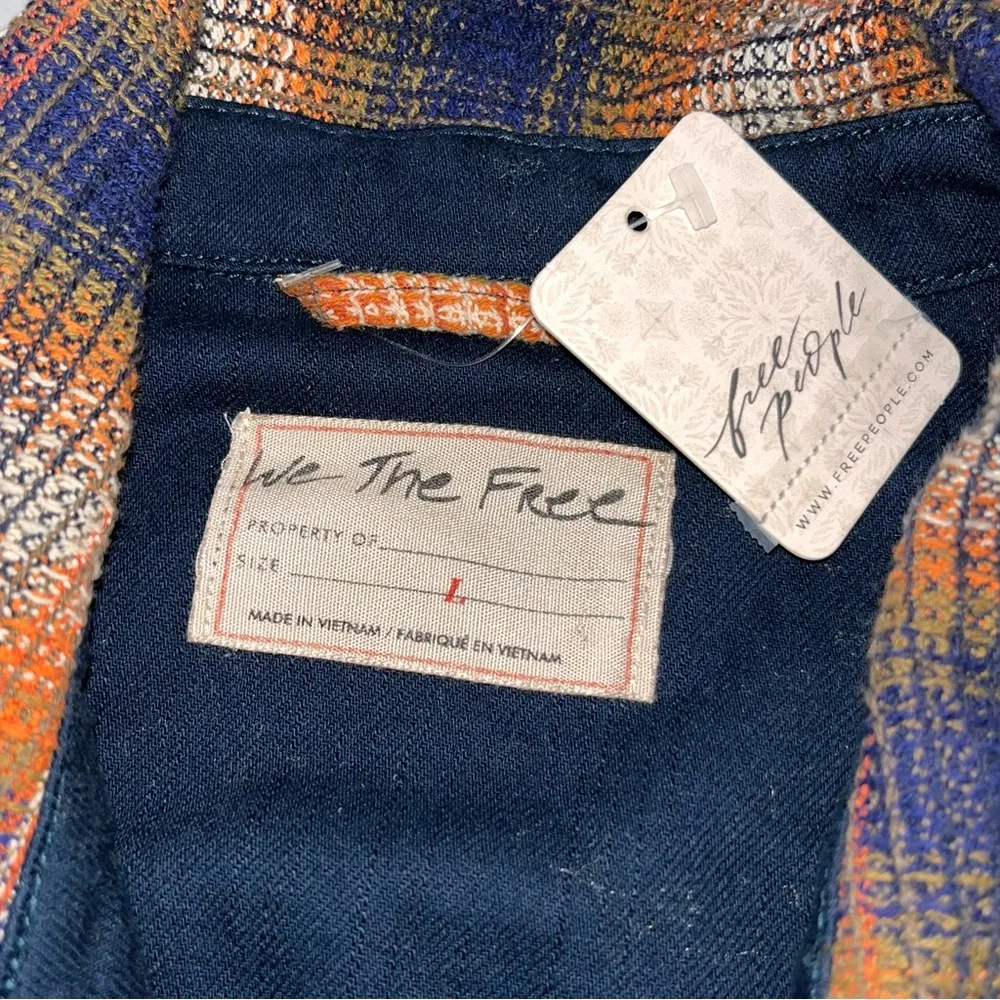 free
people
WWW.FREEPEOPLE.COM
We The Free
PROPERTY OF
SIZE L
MADE IN VIETNAM / FABRIQUÉ EN VIETNAM